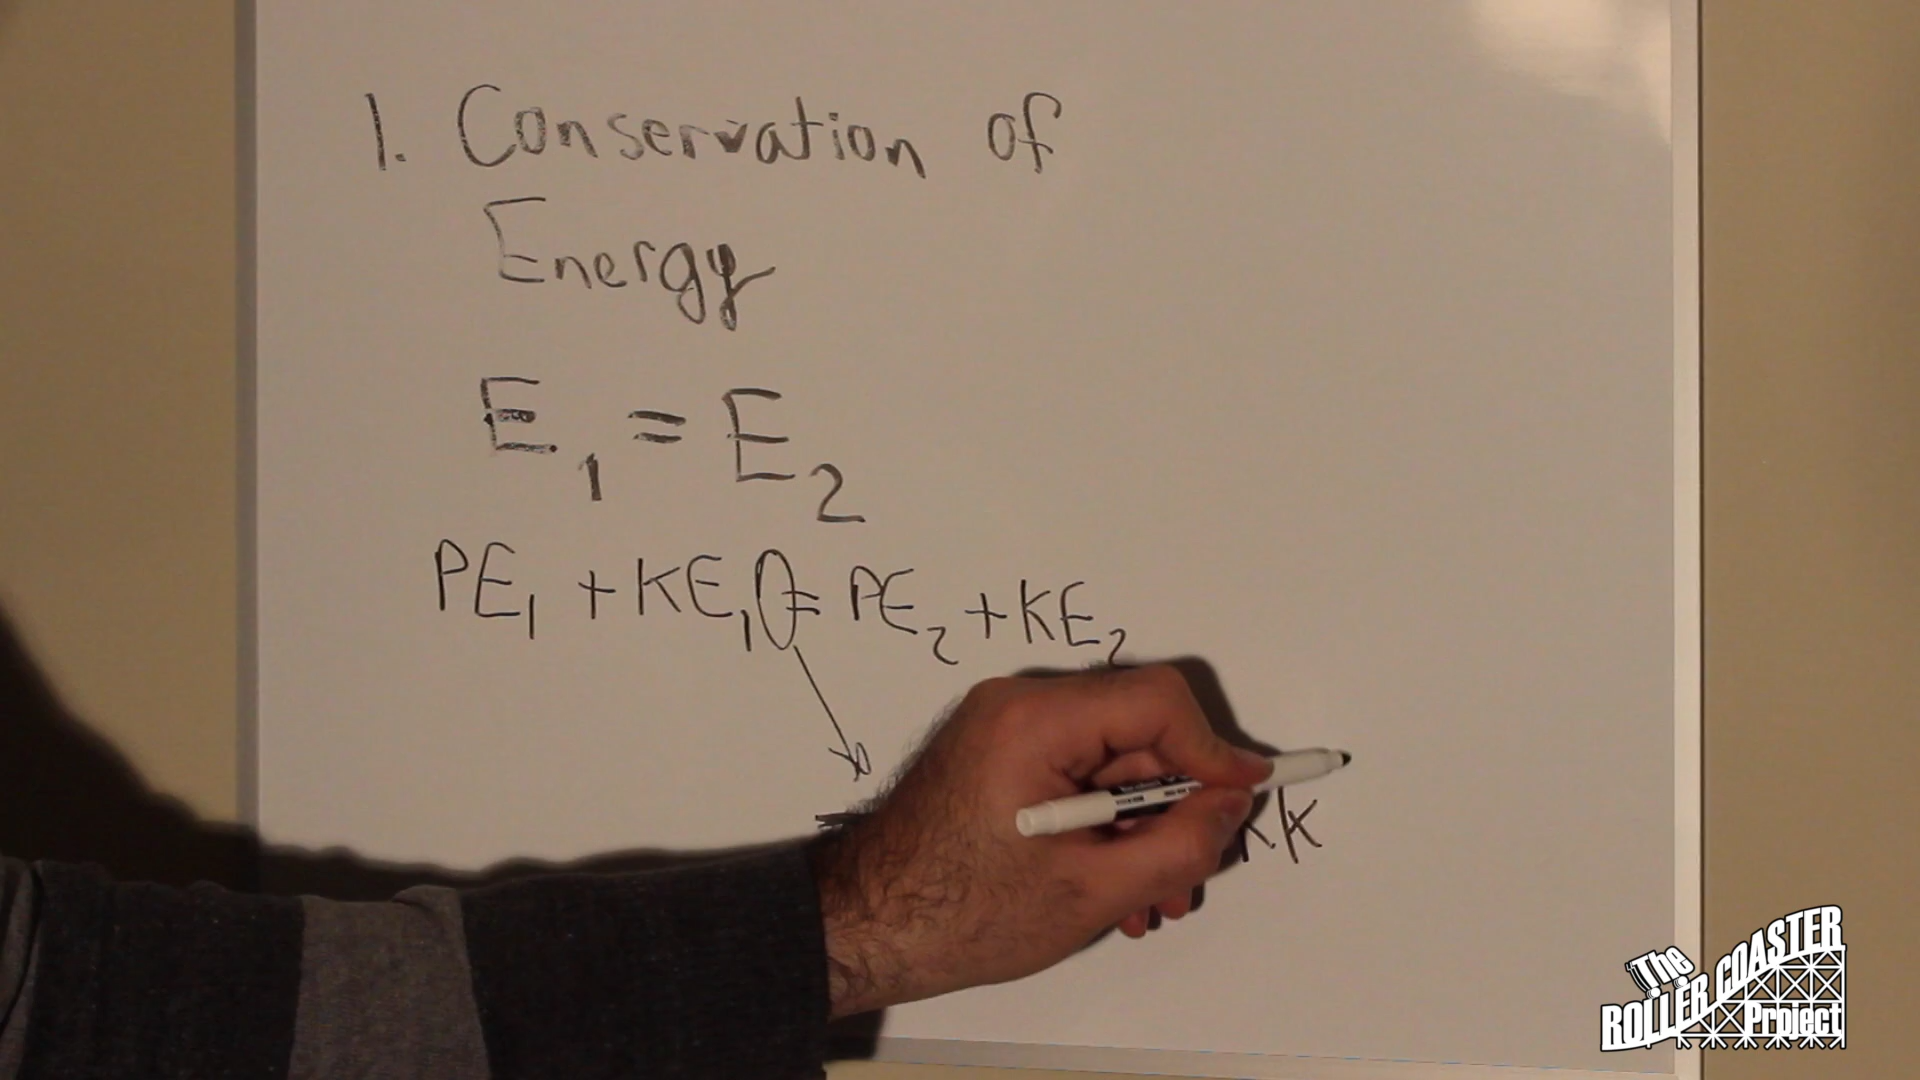 1. Conservation of
Energy
E₁ = E₂
PE₁ + KE₁ = PE₂ + KE₂
The
ROLLER COASTER
Project